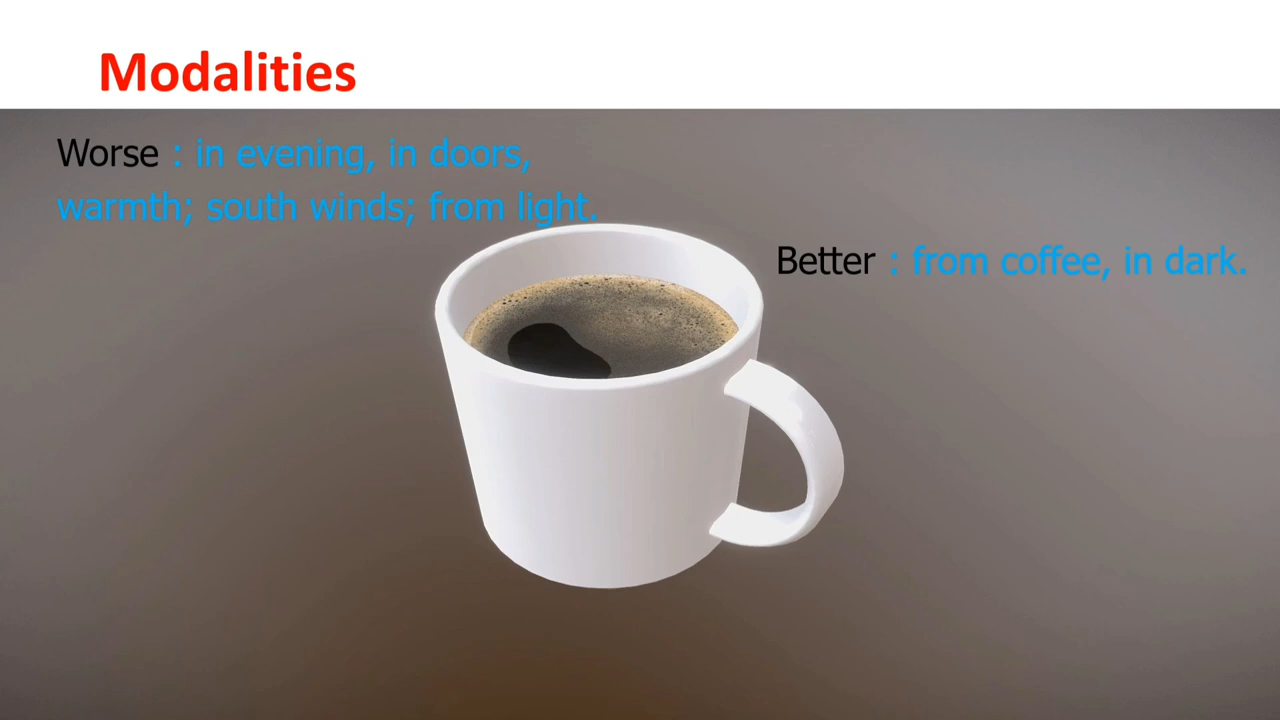 Modalities
Worse : in evening, in doors,
warmth; south winds; from light.
Better : from coffee, in dark.